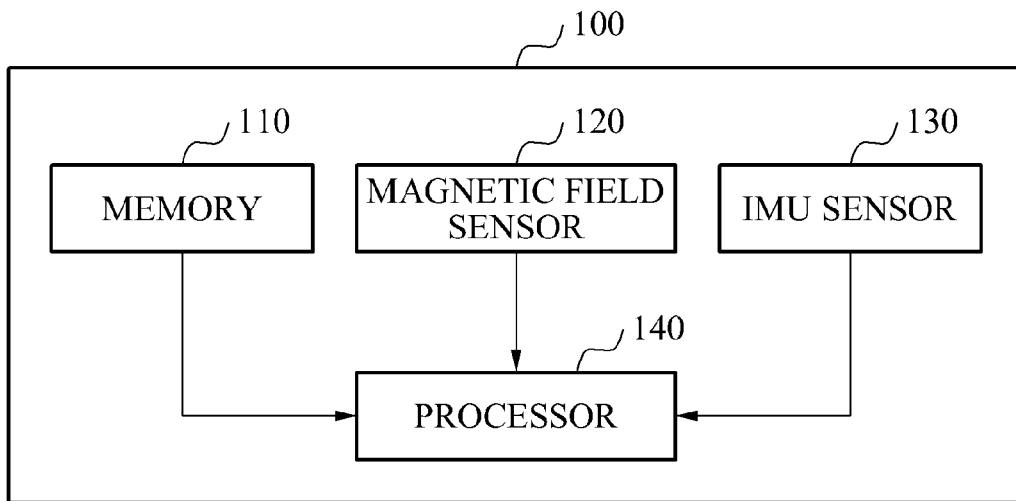 100
110
120
130
MEMORY
MAGNETIC FIELD
SENSOR
IMU SENSOR
140
PROCESSOR